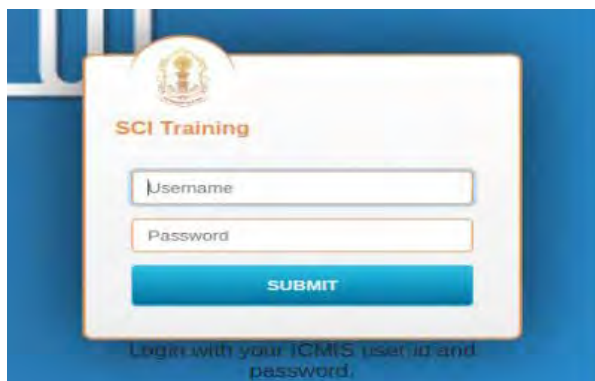 SCI Training
Username
Password
SUBMIT
Login with your ICMIS user id and
password.